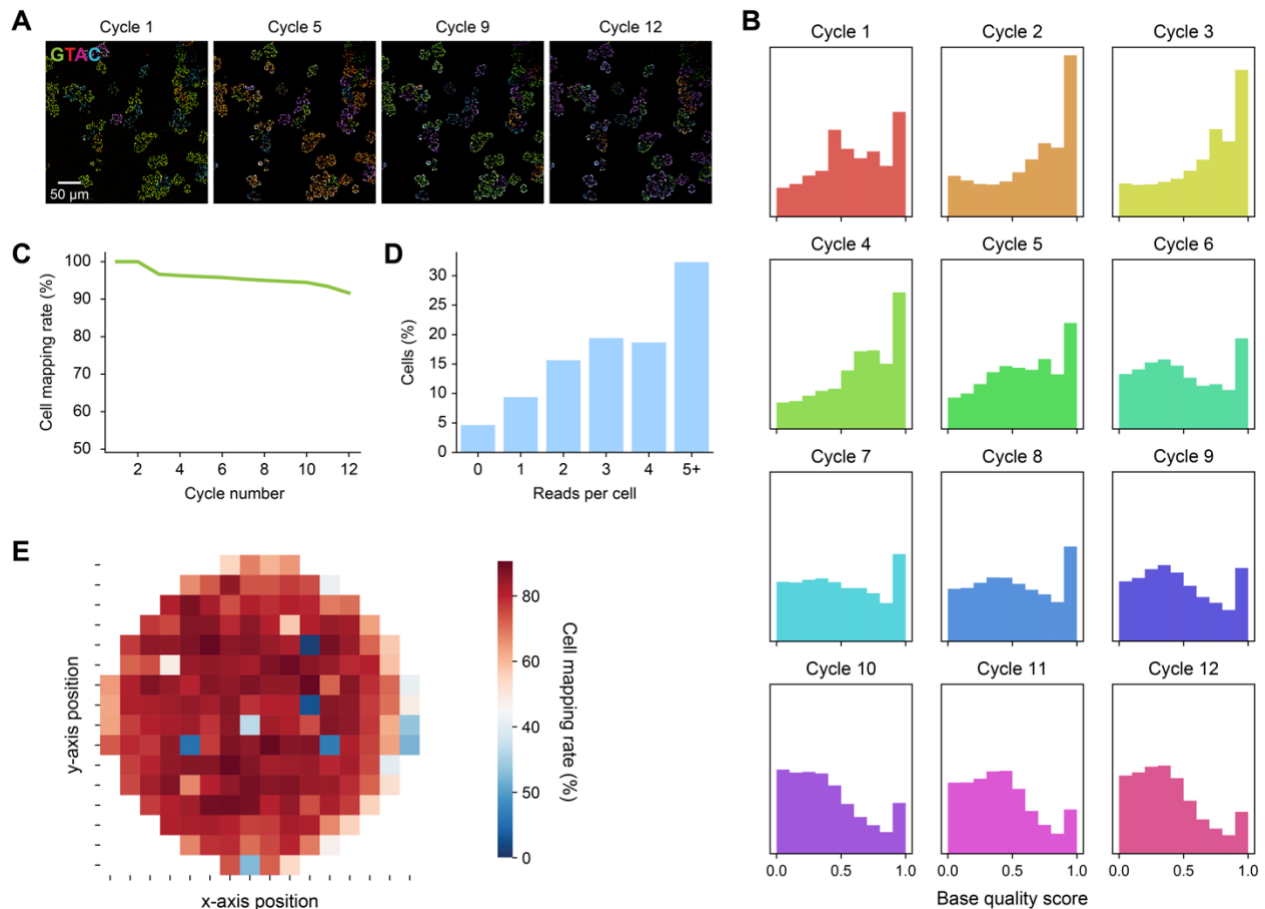 A
Cycle 1
Cycle 5
Cycle 9
Cycle 12
GTAC
50 µm
B
Cycle 1
Cycle 2
Cycle 3
Cycle 4
Cycle 5
Cycle 6
Cycle 7
Cycle 8
Cycle 9
Cycle 10
Cycle 11
Cycle 12
0.0 0.5 1.0
0.0 0.5 1.0
0.0 0.5 1.0
Base quality score
C
Cell mapping rate (%)
100
90
80
70
60
50
2 4 6 8 10 12
Cycle number
D
Cells (%)
30
25
20
15
10
5
0
0 1 2 3 4 5+
Reads per cell
E
y-axis position
x-axis position
80
60
40
50
0
Cell mapping rate (%)